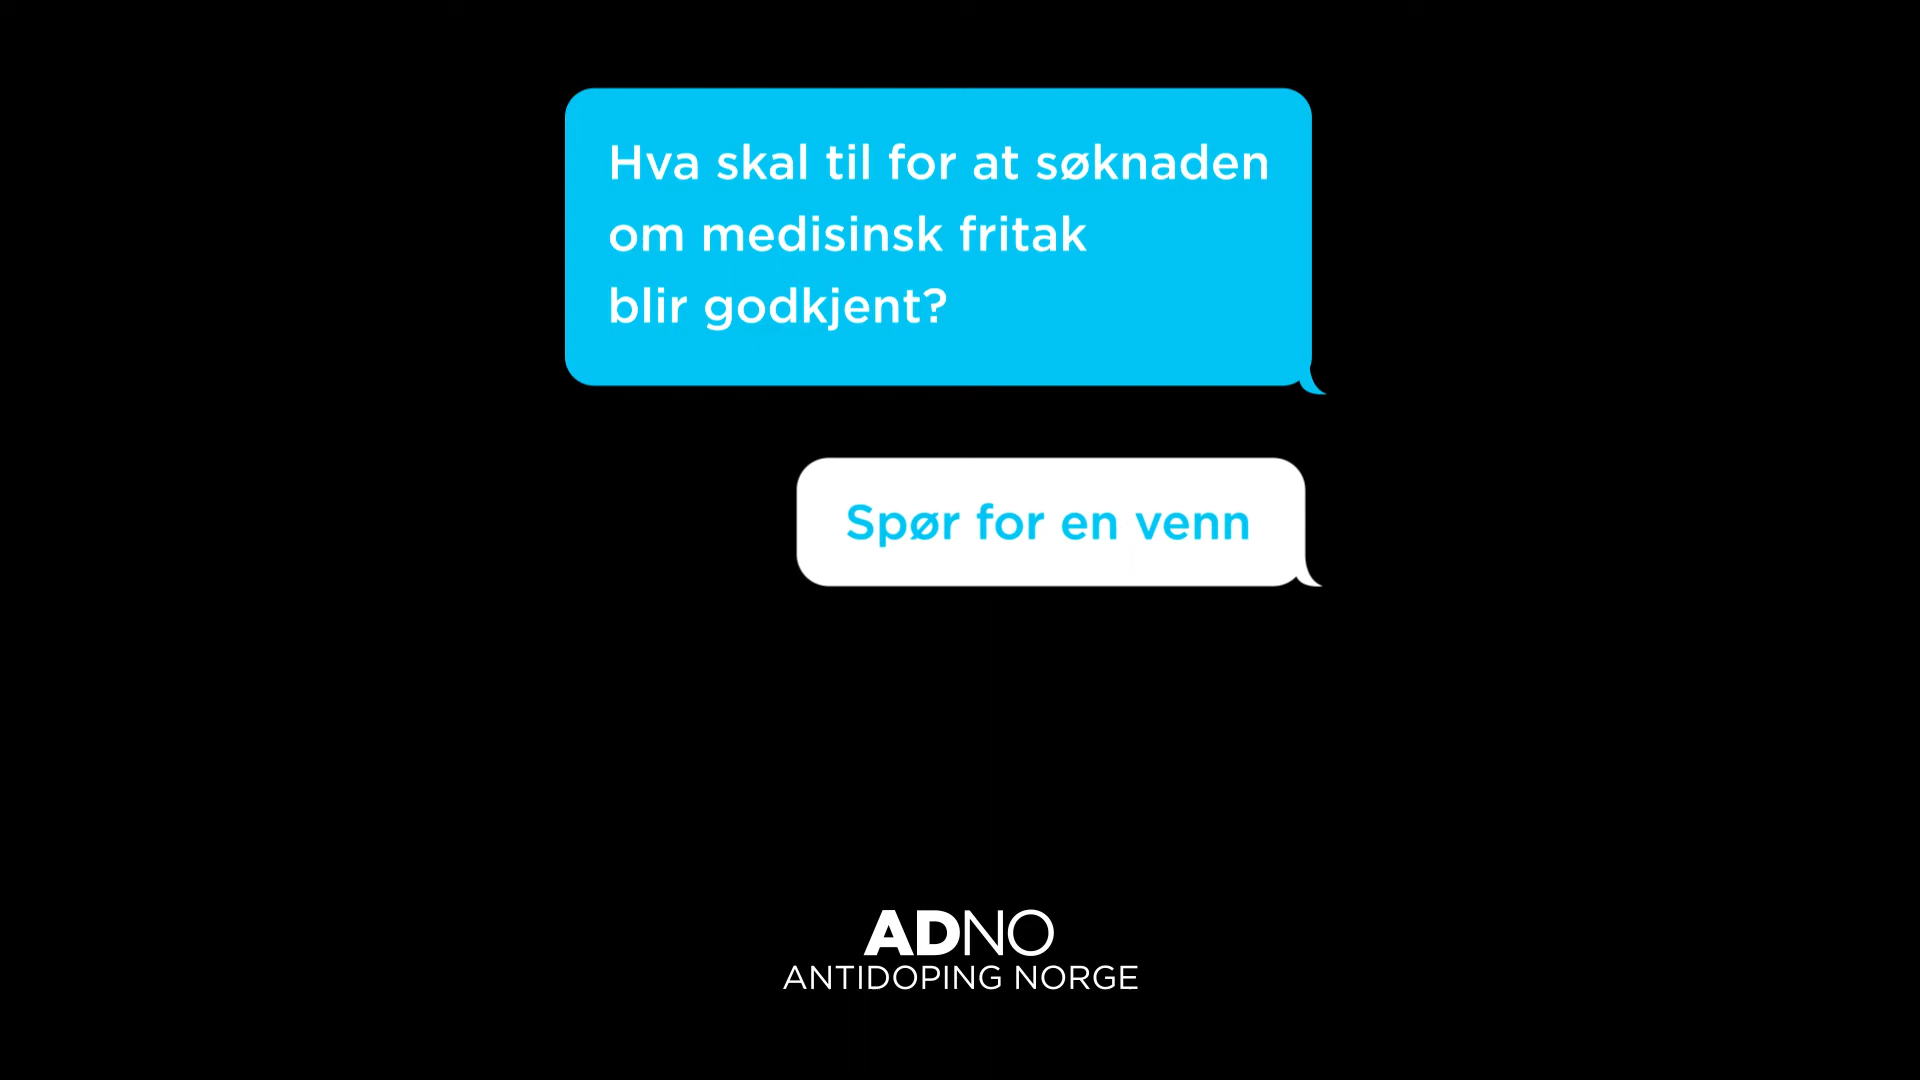 Hva skal til for at søknaden
om medisinsk fritak
blir godkjent?
Spør for en venn
ADNO
ANTIDOPING NORGE